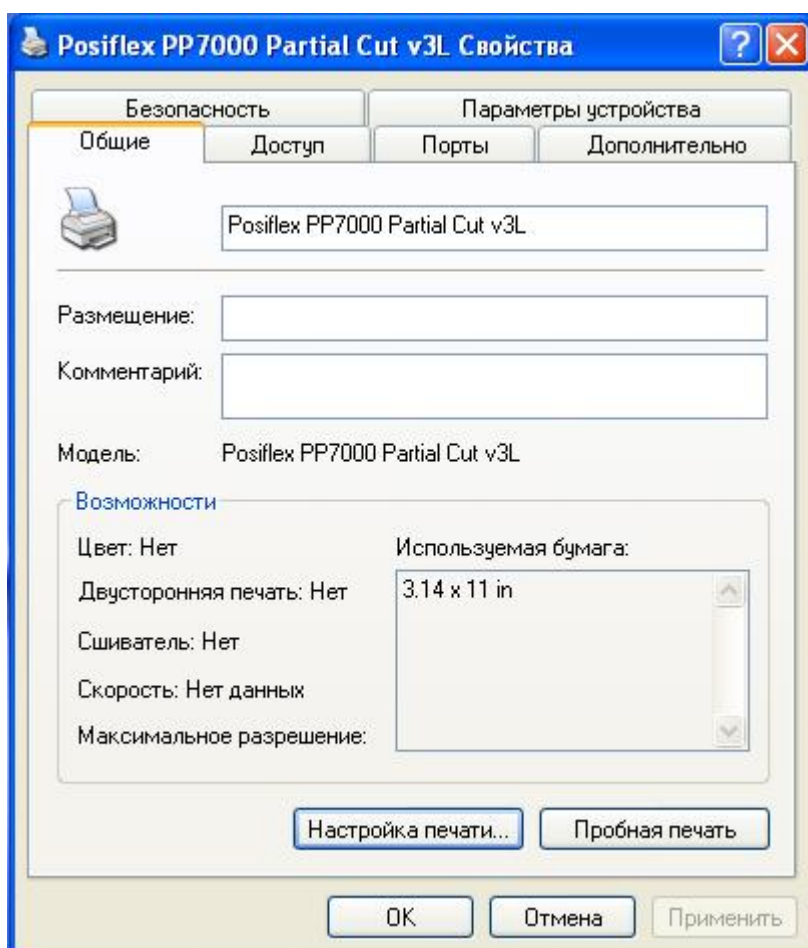 Posiflex PP7000 Partial Cut v3L Свойства
Безопасность
Параметры устройства
Общие
Доступ
Порты
Дополнительно
Posiflex PP7000 Partial Cut v3L
Размещение:
Комментарий:
Модель: Posiflex PP7000 Partial Cut v3L
Возможности
Цвет: Нет
Используемая бумага:
Двусторонняя печать: Нет
3.14 x 11 in
Сшиватель: Нет
Скорость: Нет данных
Максимальное разрешение:
Настройка печати...
Пробная печать
OK
Отмена
Применить